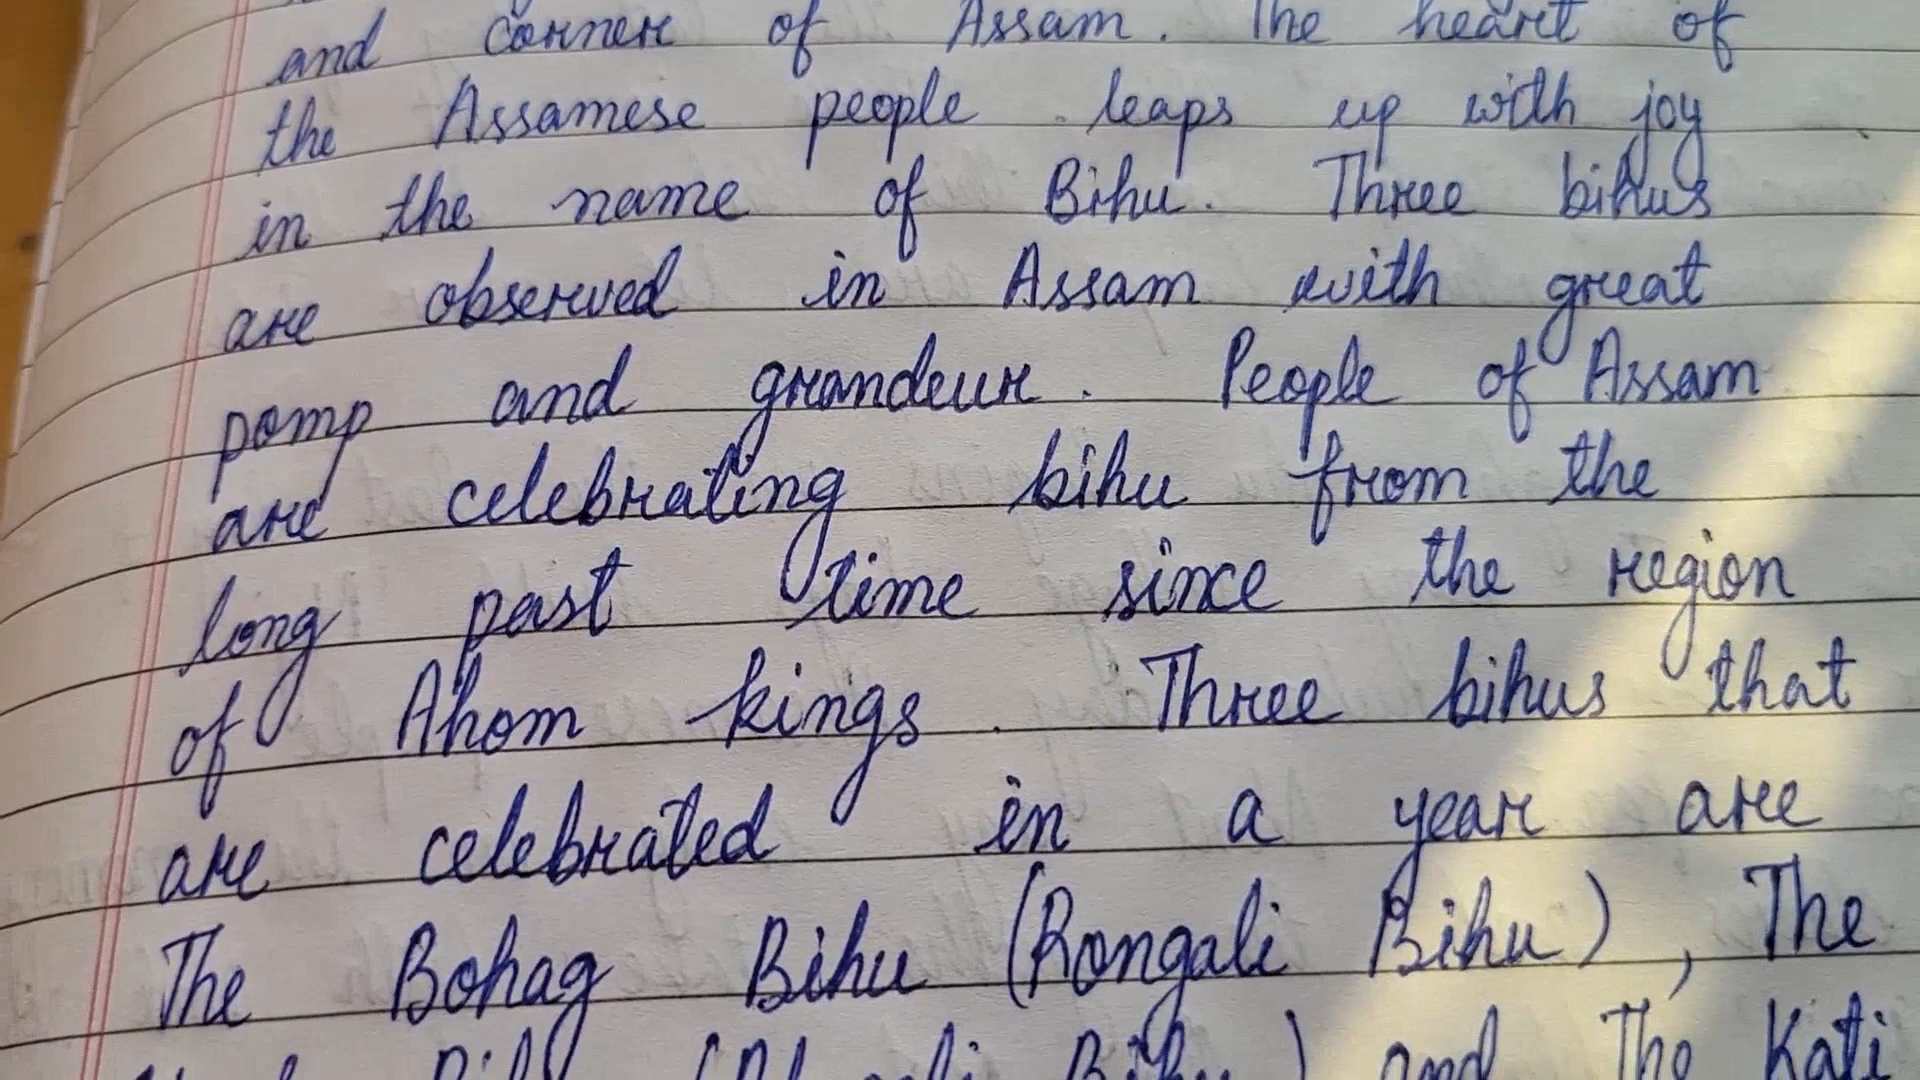 and corner of Assam. The heart of
the Assamese people leaps up with joy
in the name of Bihu. Three bihus
are observed in Assam with great
pomp and grandeur. People of Assam
are celebrating bihu from the
long past time since the region
of Ahom kings. Three bihus that
are celebrated in a year are
The Bohag Bihu (Rongali Bihu), The
Bihu Bihu) and The Kati